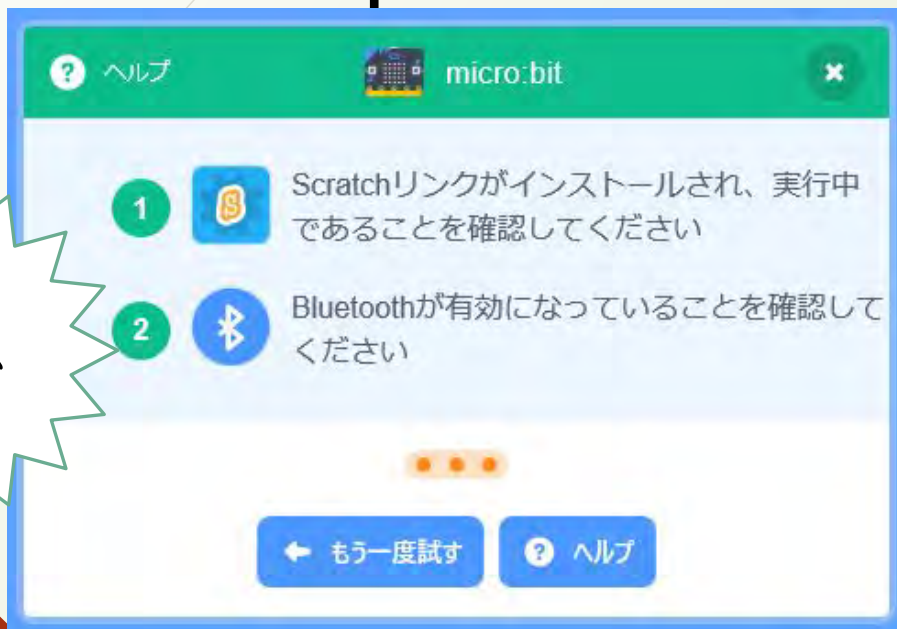 ヘルプ micro:bit
1 Scratchリンクがインストールされ、実行中
であることを確認してください
2 Bluetoothが有効になっていることを確認して
ください
もう一度試す ヘルプ